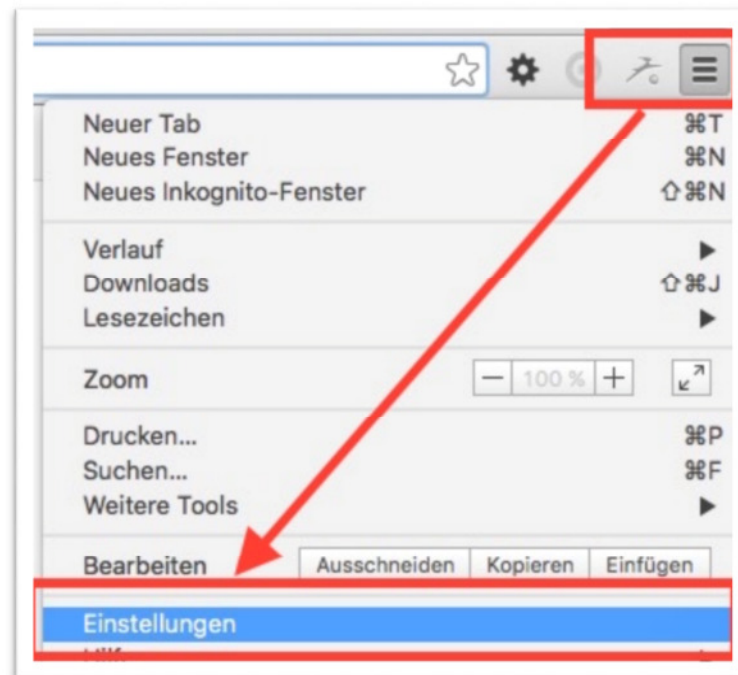 Neuer Tab ⌘T
Neues Fenster ⌘N
Neues Inkognito-Fenster ⇧⌘N
Verlauf ▶
Downloads ⇧⌘J
Lesezeichen ▶
Zoom − 100 % +
Drucken... ⌘P
Suchen... ⌘F
Weitere Tools ▶
Bearbeiten Ausschneiden Kopieren Einfügen
Einstellungen